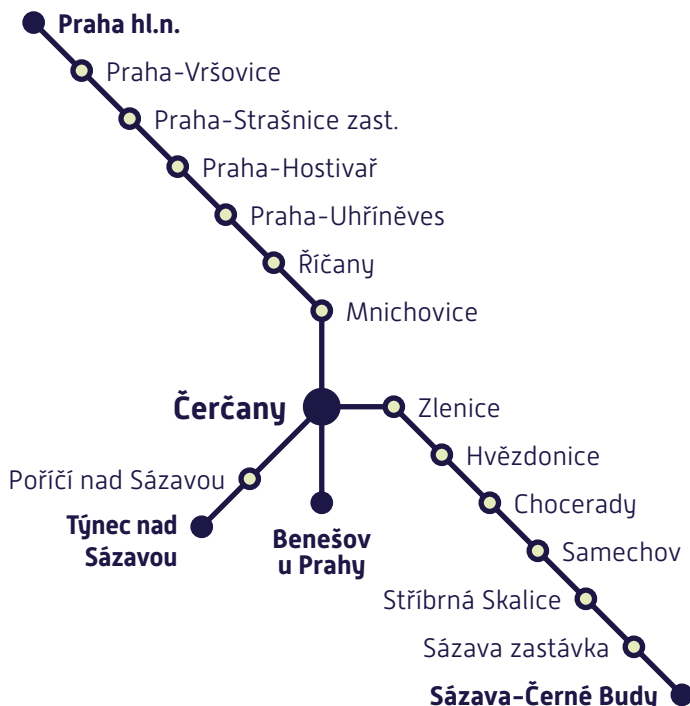 Praha hl.n.
Praha-Vršovice
Praha-Strašnice zast.
Praha-Hostivař
Praha-Uhříněves
Říčany
Mnichovice
Čerčany
Zlenice
Hvězdonice
Poříčí nad Sázavou
Chocerady
Týnec nad
Sázavou
Benešov
u Prahy
Samechov
Stříbrná Skalice
Sázava zastávka
Sázava-Černé Budy